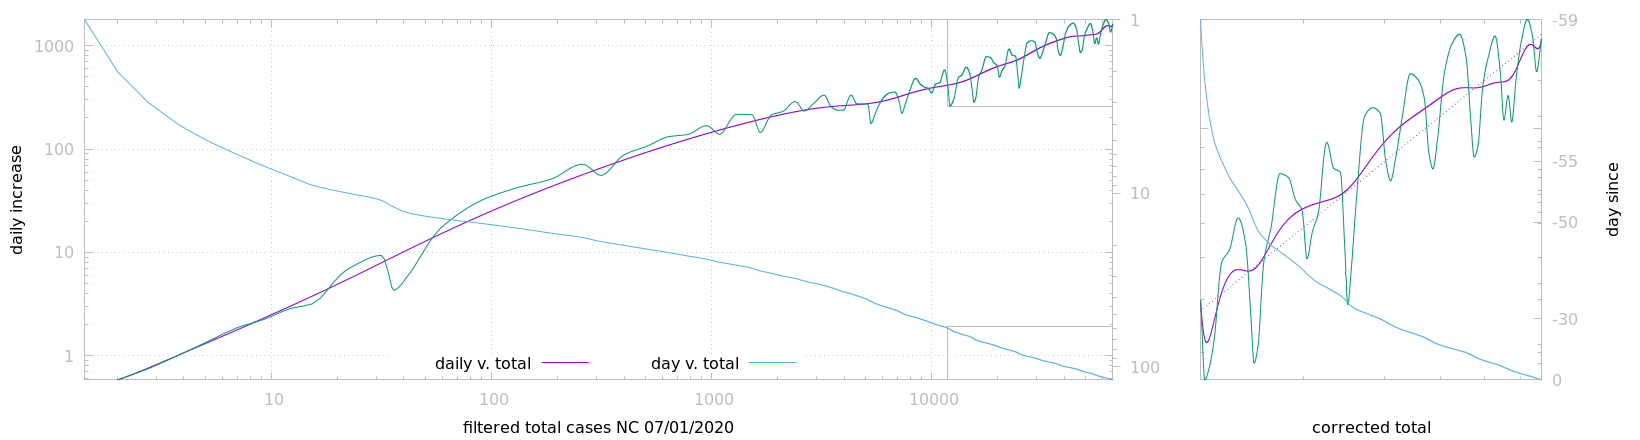 daily increase
1000
100
10
1
daily v. total
day v. total
10
100
1000
10000
filtered total cases NC 07/01/2020
1
10
100
-59
-55
-50
-30
0
day since
corrected total